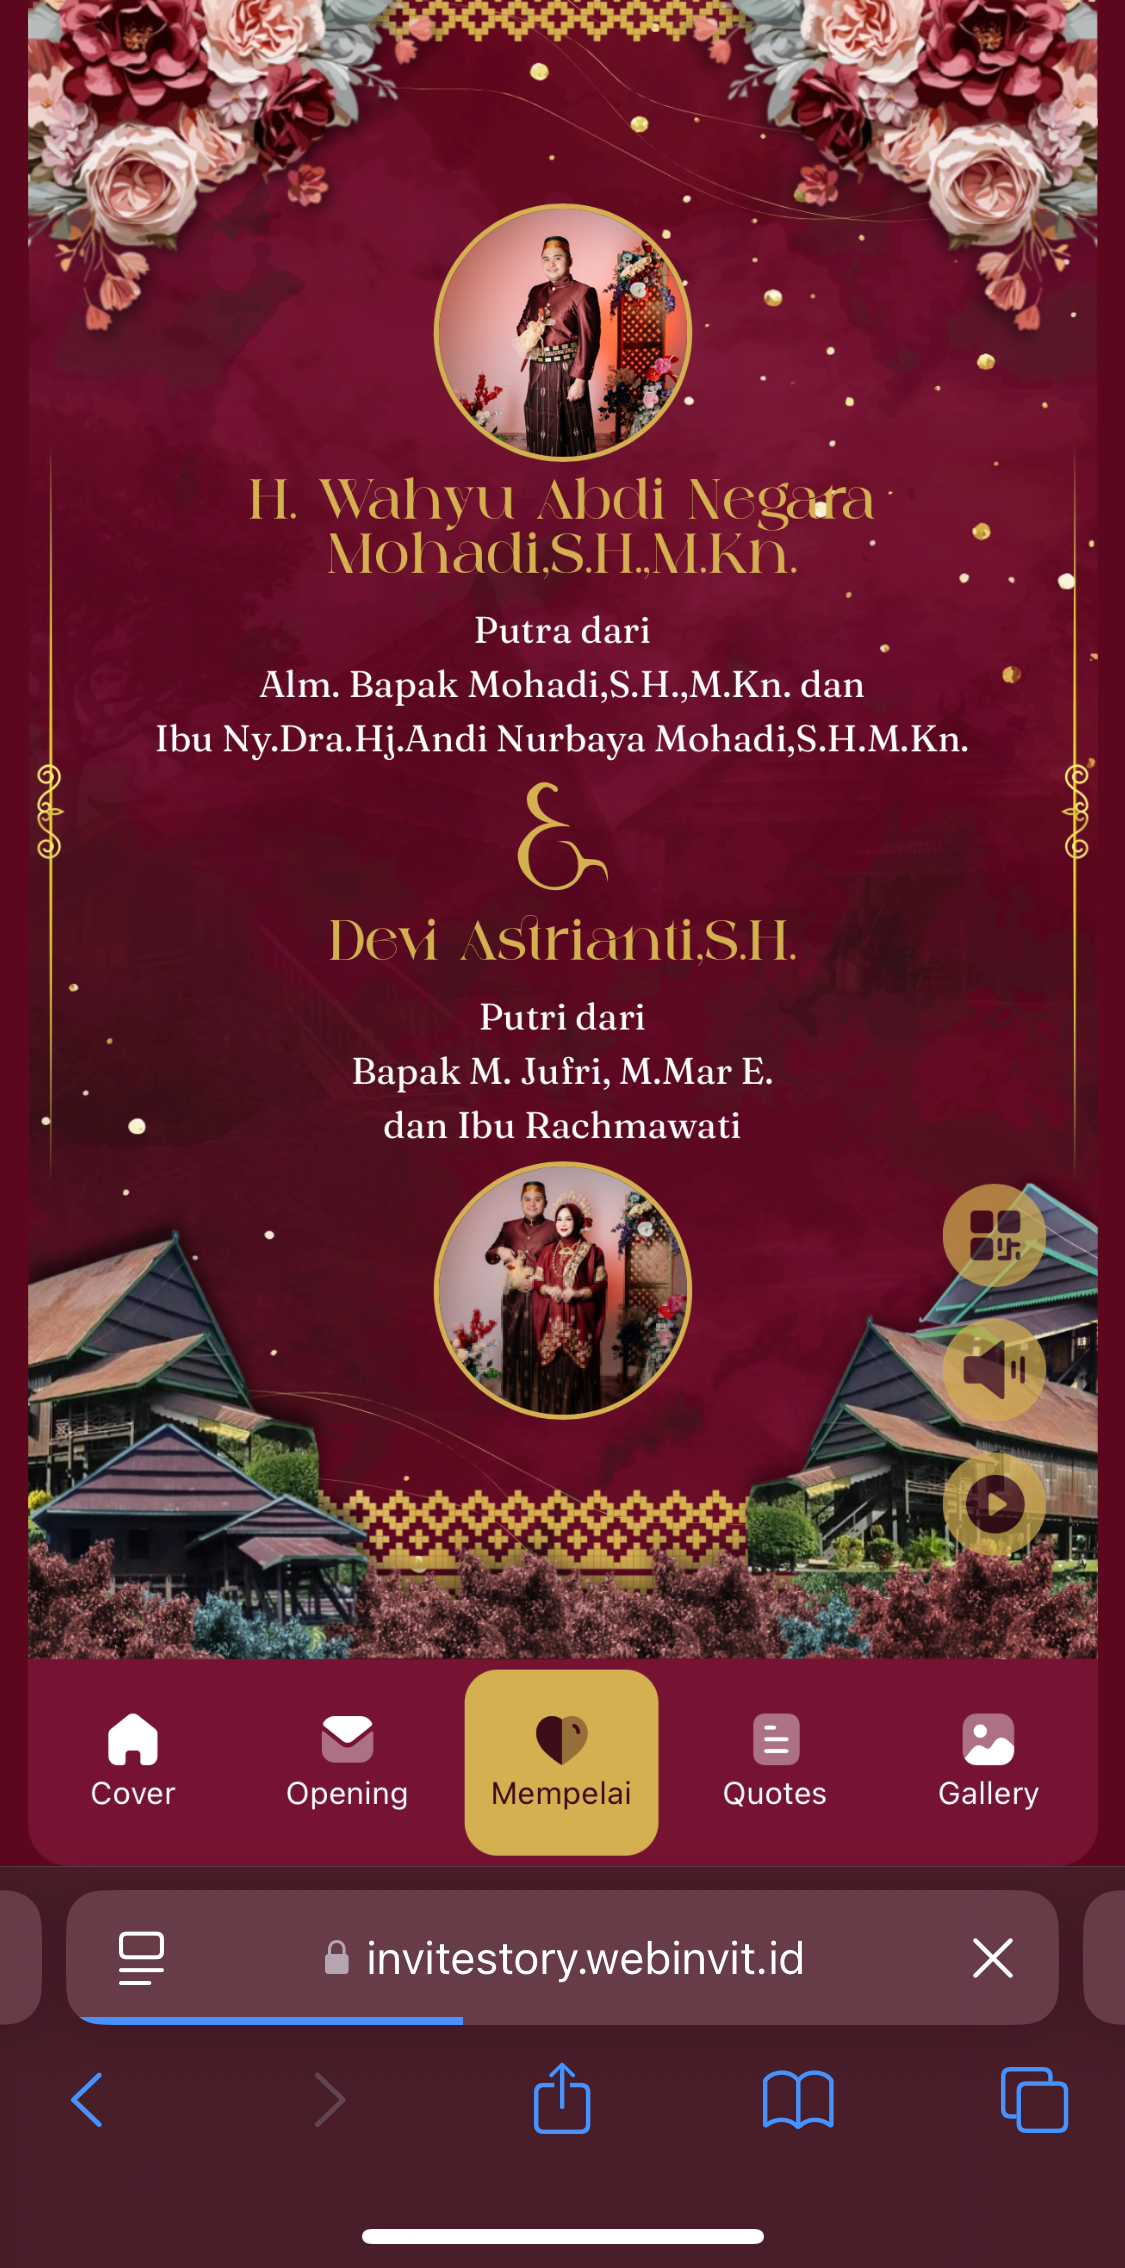 H. Wahyu Abdi Negara
Mohadi,S.H.,M.Kn.
Putra dari
Alm. Bapak Mohadi,S.H.,M.Kn. dan
Ibu Ny.Dra.Hj.Andi Nurbaya Mohadi,S.H.M.Kn.
&
Devi Astrianti,S.H.
Putri dari
Bapak M. Jufri, M.Mar E.
dan Ibu Rachmawati
Cover
Opening
Mempelai
Quotes
Gallery
invitestory.webinvit.id